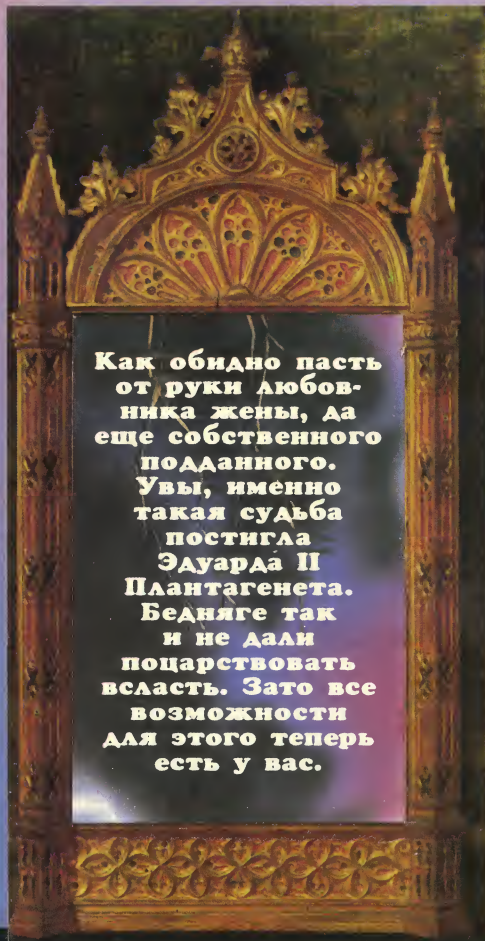 Как обидно пасть
от руки любов-
ника жены, да
еще собственного
подданного.
Увы, именно
такая судьба
постигла
Эдуарда II
Плантагенета.
Бедняге так
и не дали
поцарствовать
всласть. Зато все
возможности
для этого теперь
есть у вас.